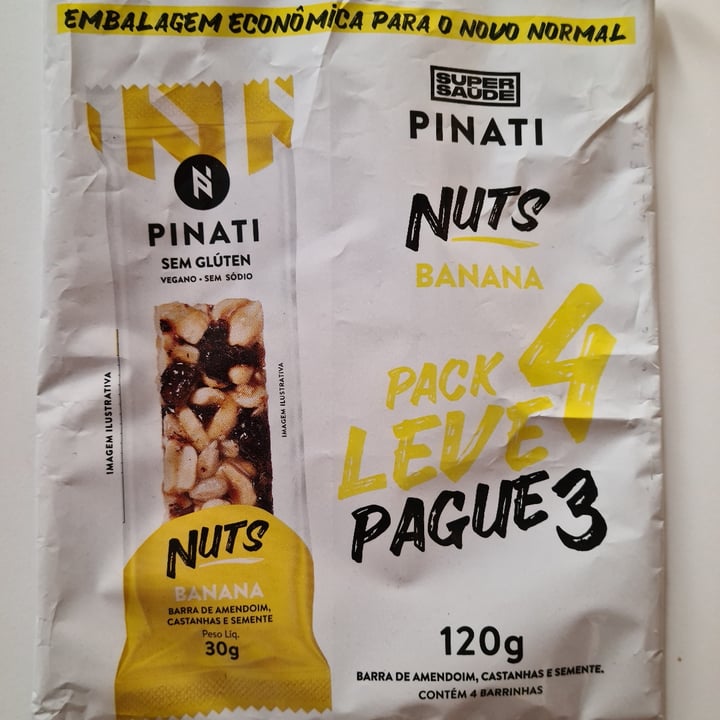 EMBALAGEM ECONÔMICA PARA O NOVO NORMAL
SUPER
SAÚDE
PINATI
NUTS
BANANA
PACK
LEVE 4
PAGUE 3
120g
BARRA DE AMENDOIM, CASTANHAS E SEMENTE.
CONTÉM 4 BARRINHAS
PINATI
SEM GLÚTEN
VEGANO • SEM SÓDIO
IMAGEM ILUSTRATIVA
IMAGEM ILUSTRATIVA
NUTS
BANANA
BARRA DE AMENDOIM,
CASTANHAS E SEMENTE
Peso Líq.
30g